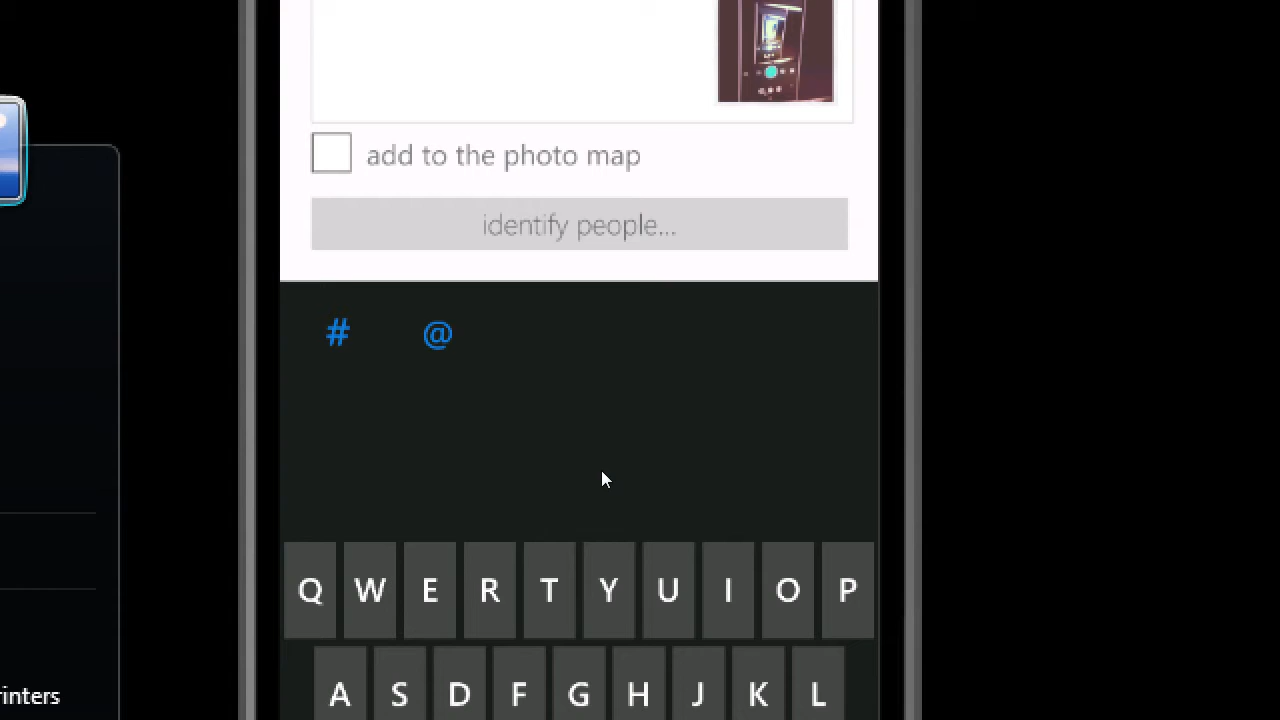 add to the photo map
identify people...
# @
Q W E R T Y U I O P
A S D F G H J K L
rinters